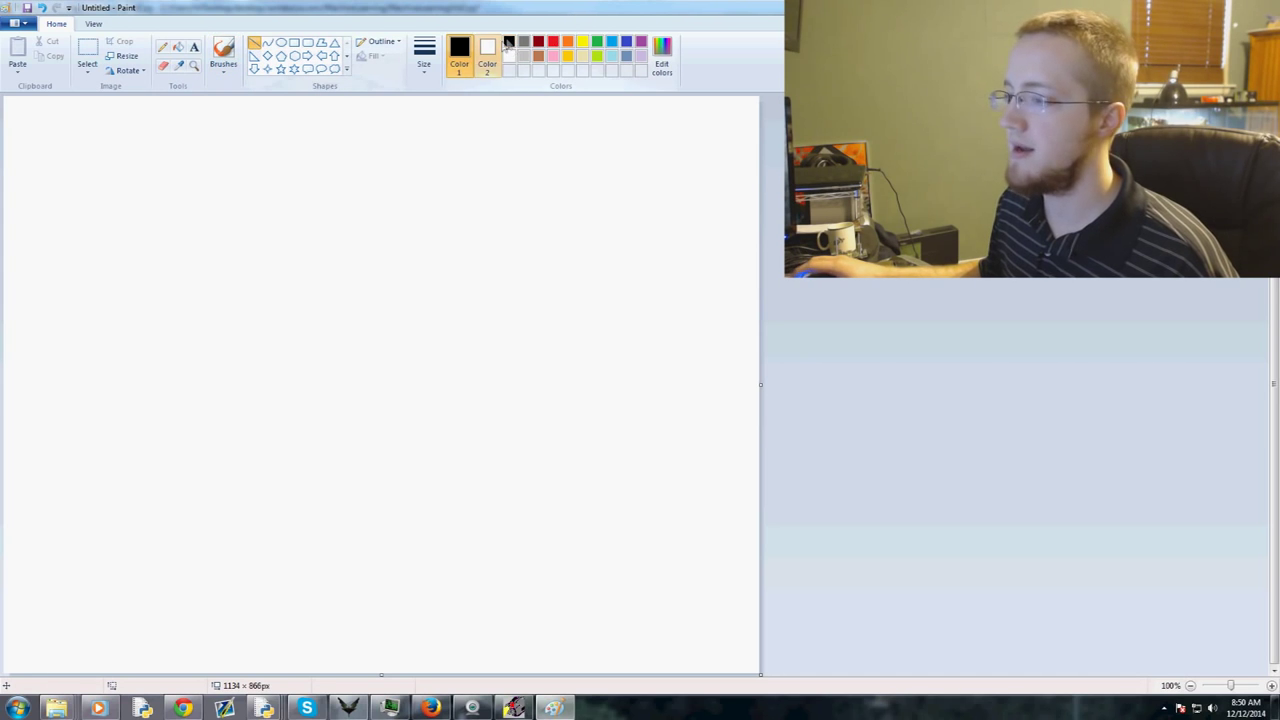 Untitled - Paint
Home
View
Cut
Copy
Paste
Clipboard
Crop
Resize
Rotate
Select
Image
Tools
Brushes
Outline
Fill
Shapes
Size
Color 1
Color 2
Edit colors
Colors
1134 × 866px
100%
8:50 AM
12/12/2014